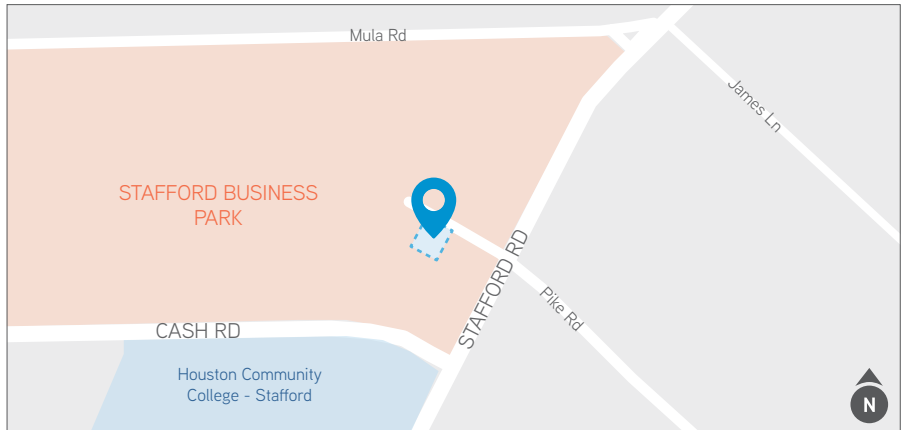 Mula Rd
James Ln
STAFFORD BUSINESS
PARK
STAFFORD RD
Pike Rd
CASH RD
Houston Community
College - Stafford
N